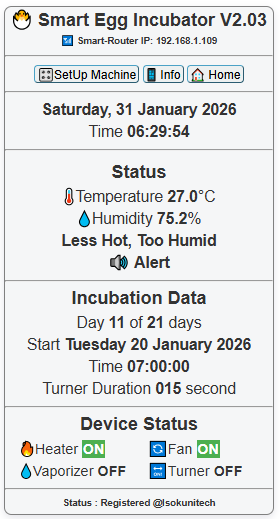 Smart Egg Incubator V2.03
Smart-Router IP: 192.168.1.109
SetUp Machine Info Home
Saturday, 31 January 2026
Time 06:29:54
Status
Temperature 27.0°C
Humidity 75.2%
Less Hot, Too Humid
Alert
Incubation Data
Day 11 of 21 days
Start Tuesday 20 January 2026
Time 07:00:00
Turner Duration 015 second
Device Status
Heater ON Fan ON
Vaporizer OFF Turner OFF
Status : Registered @Isokunitech